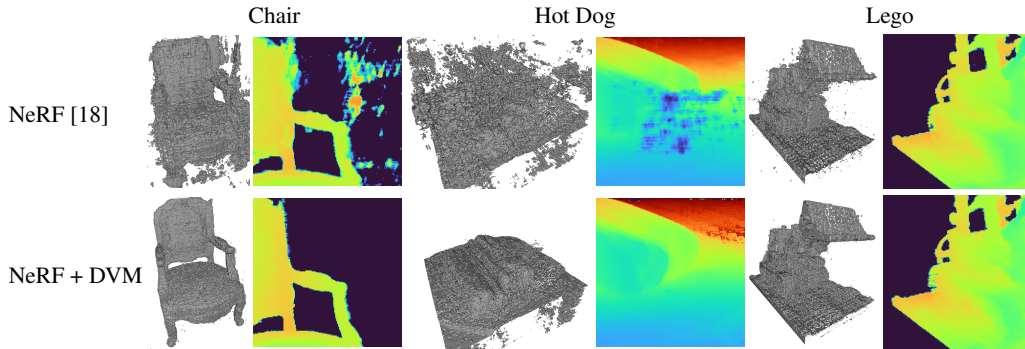 Chair Hot Dog Lego
NeRF [18]
NeRF + DVM